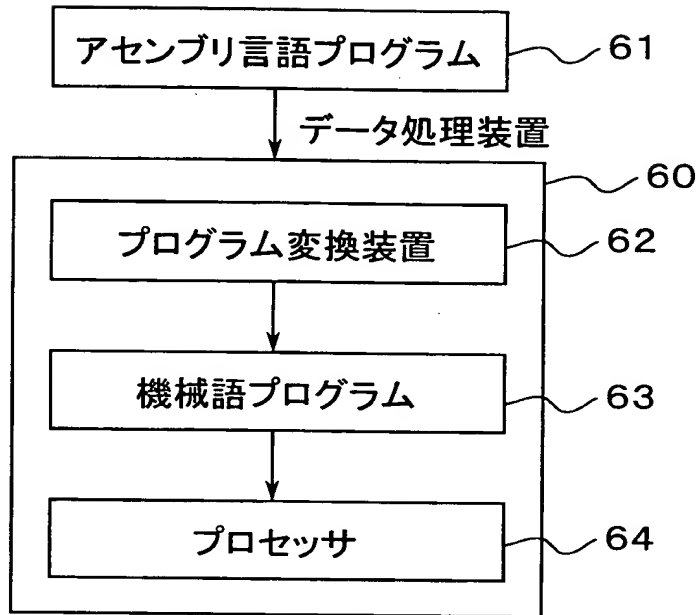 アセンブリ言語プログラム 61
データ処理装置
60
プログラム変換装置 62
機械語プログラム 63
プロセッサ 64